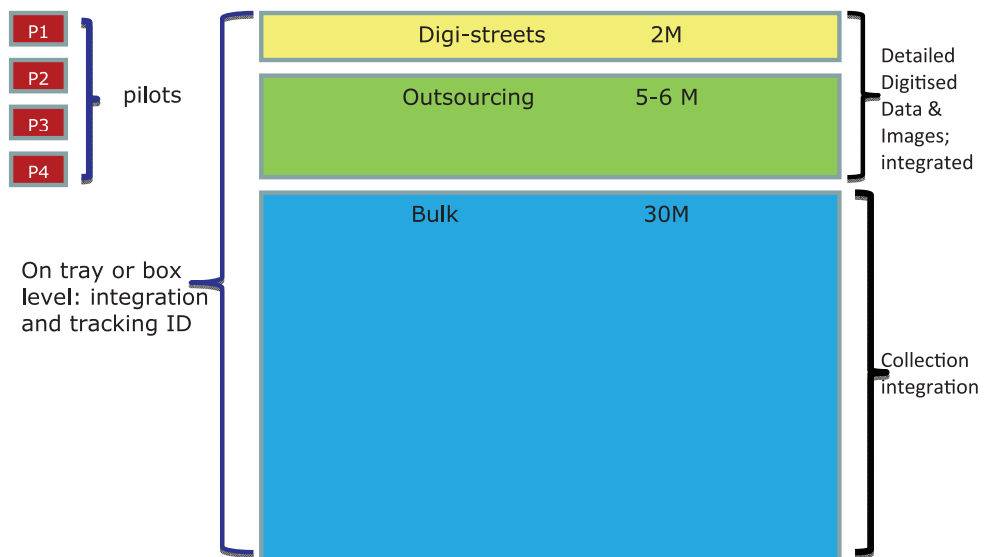 P1
P2
P3
P4
pilots
On tray or box
level: integration
and tracking ID
Digi-streets 2M
Outsourcing 5-6 M
Bulk 30M
Detailed
Digitised
Data &
Images;
integrated
Collection
integration